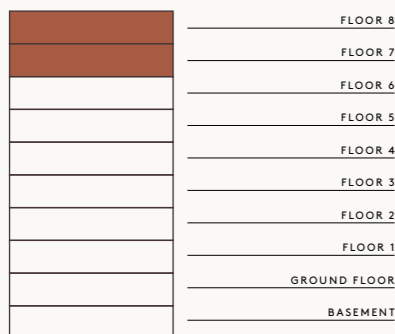 FLOOR 8
FLOOR 7
FLOOR 6
FLOOR 5
FLOOR 4
FLOOR 3
FLOOR 2
FLOOR 1
GROUND FLOOR
BASEMENT